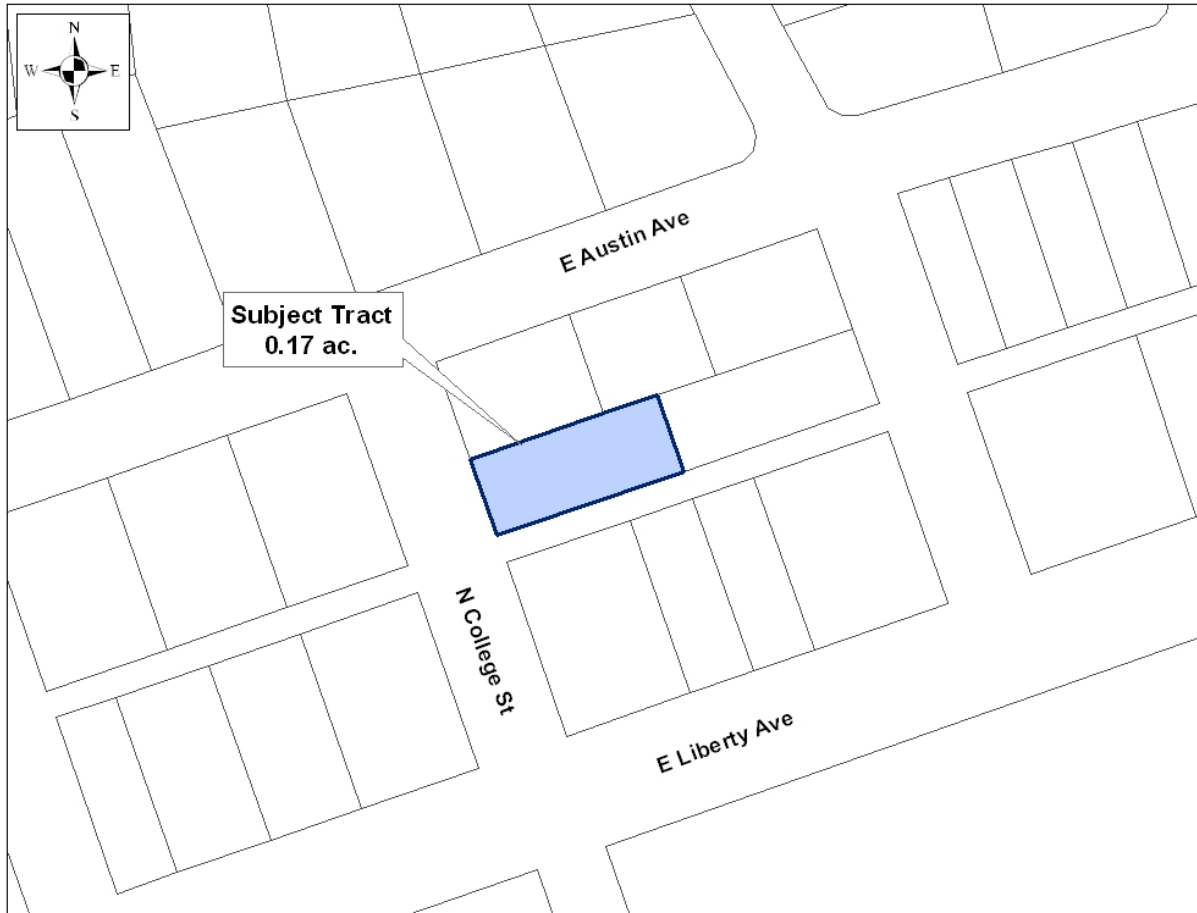 N
W E
S
E Austin Ave
Subject Tract
0.17 ac.
N College St
E Liberty Ave